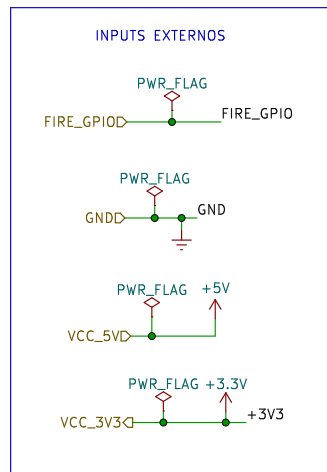 INPUTS EXTERNOS
PWR_FLAG
FIRE_GPIO FIRE_GPIO
PWR_FLAG
GND GND
PWR_FLAG +5V
VCC_5V
PWR_FLAG +3.3V
VCC_3V3 +3V3